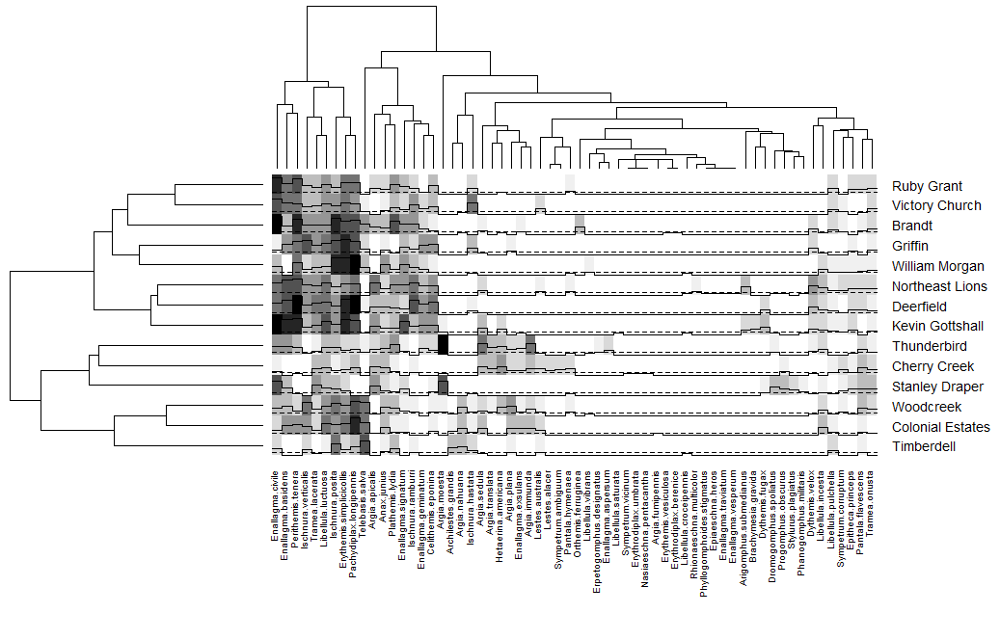 Ruby Grant
Victory Church
Brandt
Griffin
William Morgan
Northeast Lions
Deerfield
Kevin Gottshall
Thunderbird
Cherry Creek
Stanley Draper
Woodcreek
Colonial Estates
Timberdell
Enallagma.civile
Enallagma.basidens
Perithemis.tenera
Ischnura.verticalis
Tramea.lacerata
Libellula.luctuosa
Ischnura.posita
Erythemis.simplicicollis
Pachydiplax.longipennis
Telebasis.salva
Argia.apicalis
Anax.junius
Plathemis.lydia
Enallagma.signatum
Ischnura.ramburii
Enallagma.geminatum
Celithemis.eponina
Argia.moesta
Archilestes.grandis
Argia.nahuana
Ischnura.hastata
Argia.sedula
Argia.translata
Hetaerina.americana
Argia.plana
Enallagma.exsulans
Argia.immunda
Lestes.australis
Lestes.alacer
Sympetrum.ambiguum
Pantala.hymenaea
Orthemis.ferruginea
Libellula.vibrans
Erpetogomphus.designatus
Enallagma.aspersum
Libellula.saturata
Sympetrum.vicinum
Erythrodiplax.umbrata
Nasiaeschna.pentacantha
Argia.fumipennis
Erythemis.vesiculosa
Erythrodiplax.berenice
Libellula.croceipennis
Rhionaeschna.multicolor
Phyllogomphoides.stigmatus
Epiaeschna.heros
Enallagma.traviatum
Enallagma.vesperum
Arigomphus.submedianus
Brachymesia.gravida
Dythemis.fugax
Dromogomphus.spoliatus
Progomphus.obscurus
Stylurus.plagiatus
Phanogomphus.militaris
Dythemis.velox
Libellula.incesta
Libellula.pulchella
Sympetrum.corruptum
Epitheca.princeps
Pantala.flavescens
Tramea.onusta